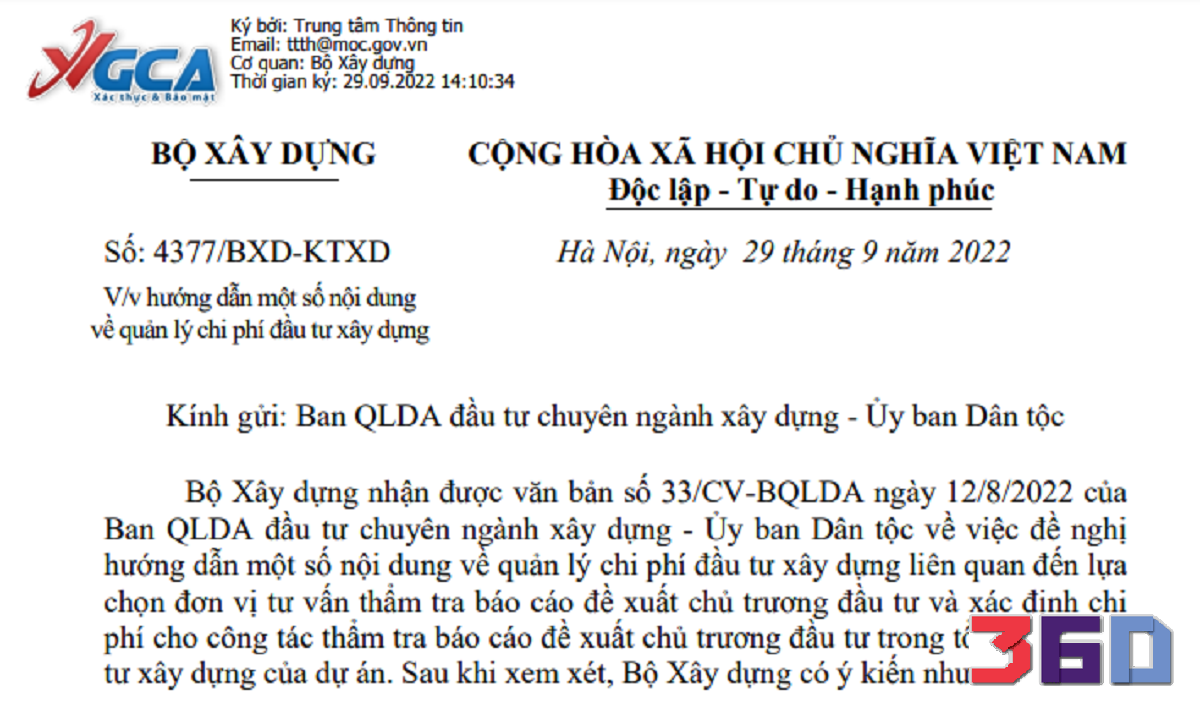 VGCA
Xác thực & Bảo mật
Ký bởi: Trung tâm Thông tin
Email: ttth@moc.gov.vn
Cơ quan: Bộ Xây dựng
Thời gian ký: 29.09.2022 14:10:34
BỘ XÂY DỰNG
CỘNG HÒA XÃ HỘI CHỦ NGHĨA VIỆT NAM
Độc lập - Tự do - Hạnh phúc
Số: 4377/BXD-KTXD
Hà Nội, ngày 29 tháng 9 năm 2022
V/v hướng dẫn một số nội dung
về quản lý chi phí đầu tư xây dựng
Kính gửi: Ban QLDA đầu tư chuyên ngành xây dựng - Ủy ban Dân tộc
Bộ Xây dựng nhận được văn bản số 33/CV-BQLDA ngày 12/8/2022 của
Ban QLDA đầu tư chuyên ngành xây dựng - Ủy ban Dân tộc về việc đề nghị
hướng dẫn một số nội dung về quản lý chi phí đầu tư xây dựng liên quan đến lựa
chọn đơn vị tư vấn thẩm tra báo cáo đề xuất chủ trương đầu tư và xác định chi
phí cho công tác thẩm tra báo cáo đề xuất chủ trương đầu tư trong
tư xây dựng của dự án. Sau khi xem xét, Bộ Xây dựng có ý kiến như
36D